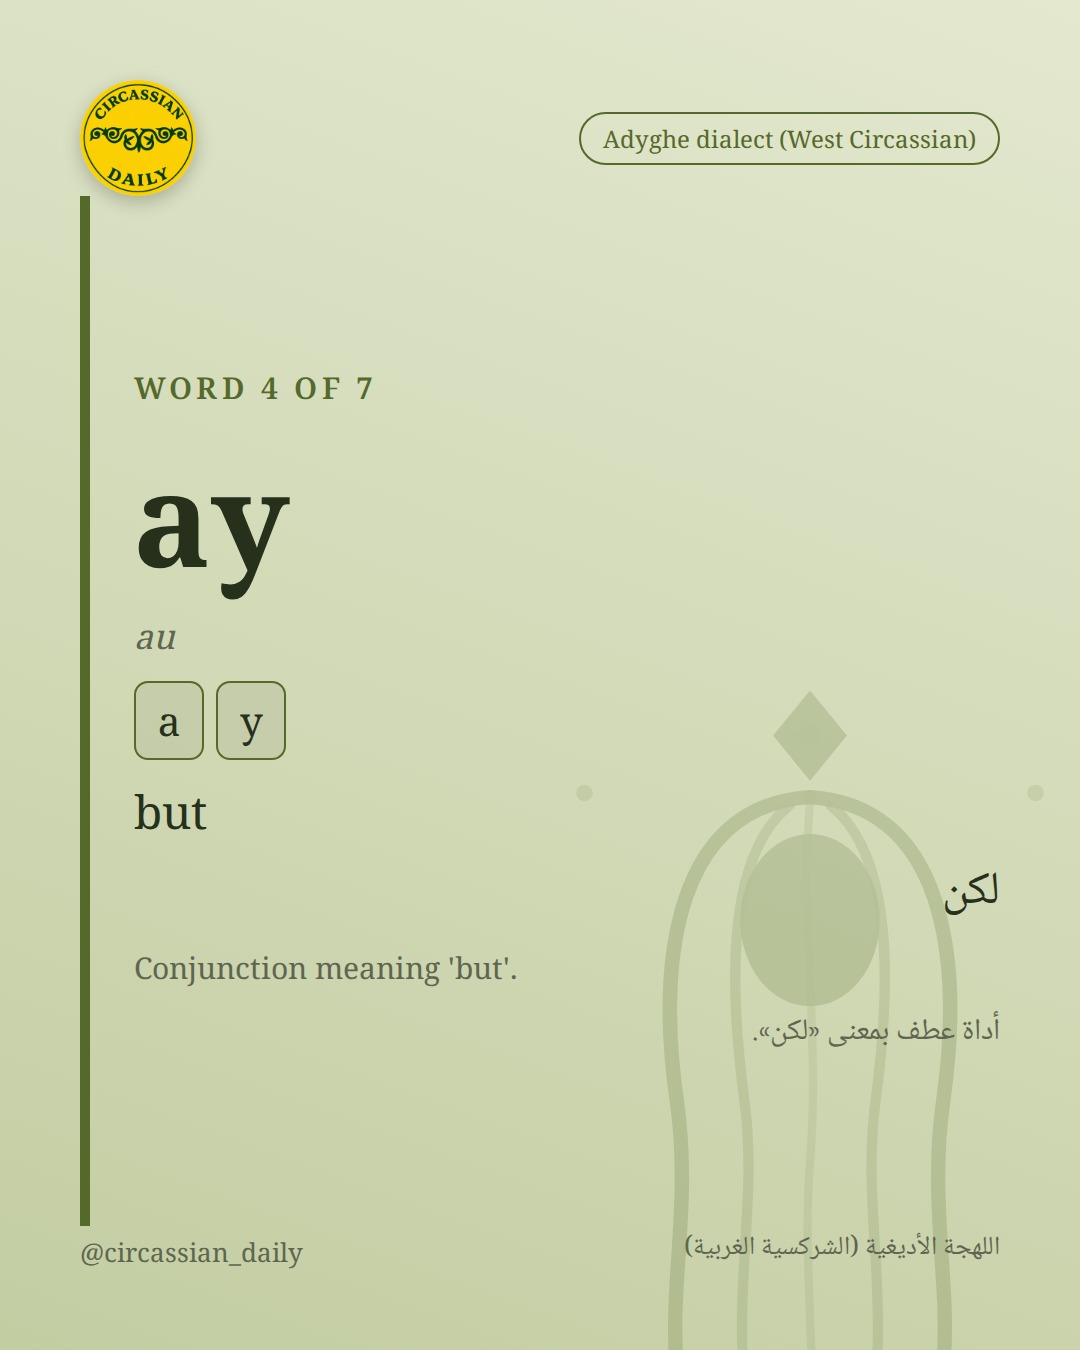 CIRCASSIAN
DAILY
Adyghe dialect (West Circassian)
WORD 4 OF 7
ау
au
а
у
but
لكن
Conjunction meaning 'but'.
أداة عطف بمعنى «لكن».
@circassian_daily
اللهجة الأديغية (الشركسية الغربية)